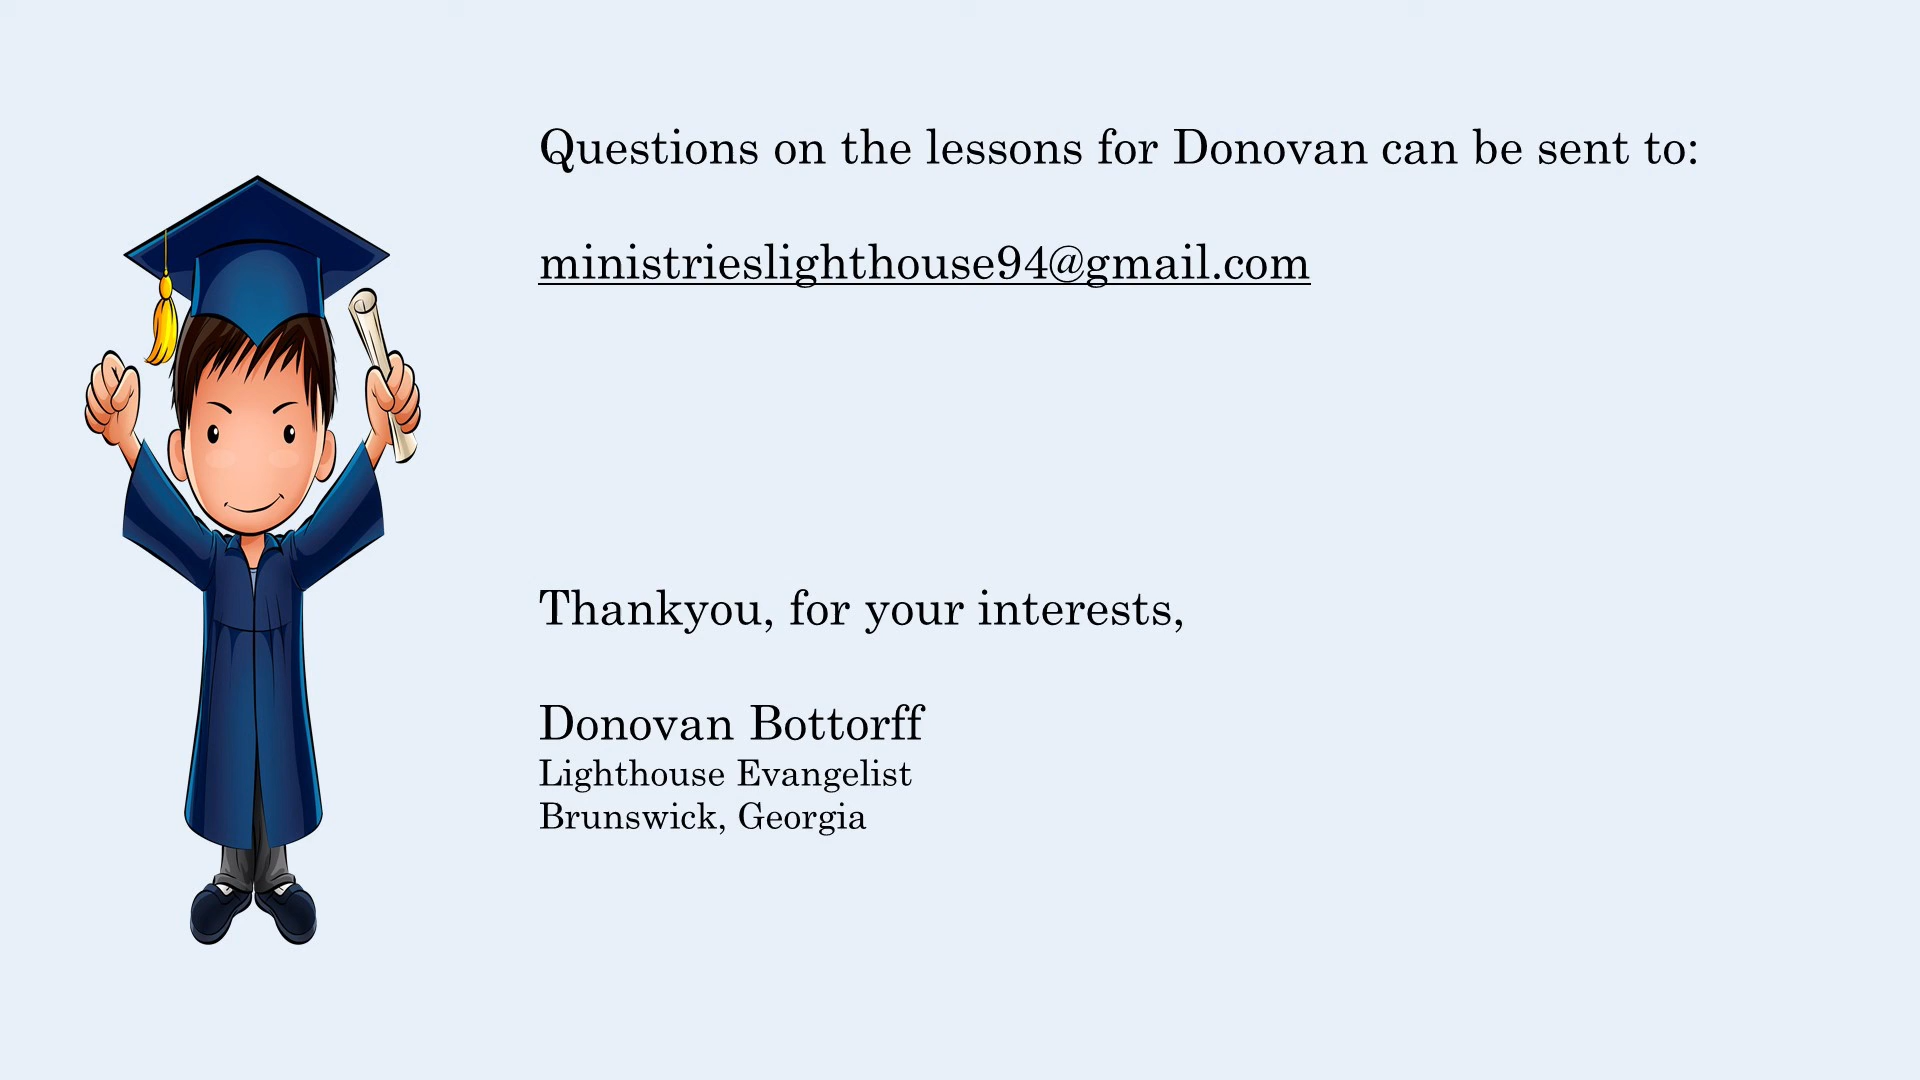 Questions on the lessons for Donovan can be sent to:
ministrieslighthouse94@gmail.com
Thankyou, for your interests,
Donovan Bottorff
Lighthouse Evangelist
Brunswick, Georgia